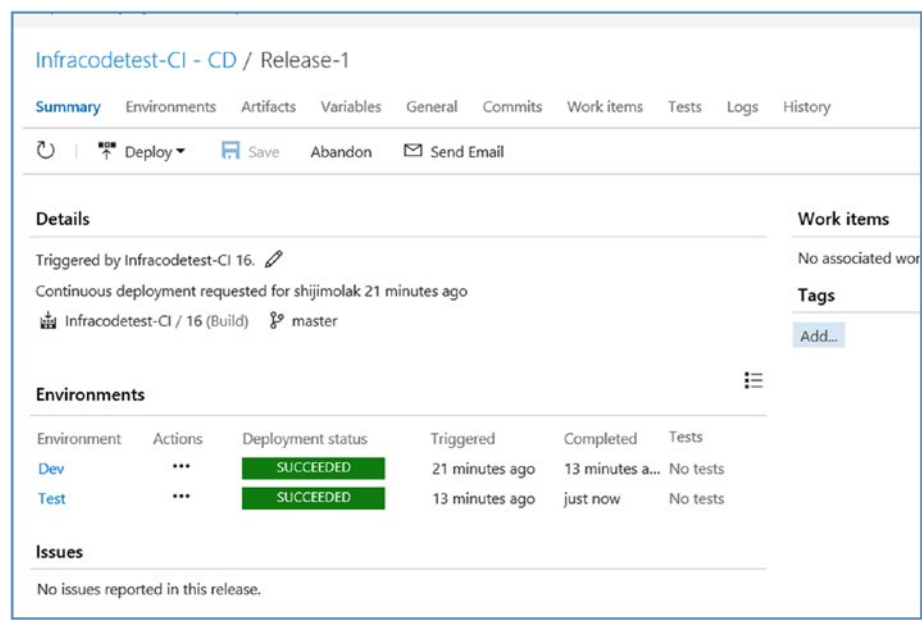 Infracodetest-CI - CD / Release-1
Summary Environments Artifacts Variables General Commits Work items Tests Logs History
Deploy Save Abandon Send Email
Details
Triggered by Infracodetest-CI 16.
Continuous deployment requested for shijimolak 21 minutes ago
Infracodetest-CI / 16 (Build) master
Work items
No associated wor
Tags
Add...
Environments
Environment Actions Deployment status Triggered Completed Tests
Dev ••• SUCCEEDED 21 minutes ago 13 minutes a... No tests
Test ••• SUCCEEDED 13 minutes ago just now No tests
Issues
No issues reported in this release.